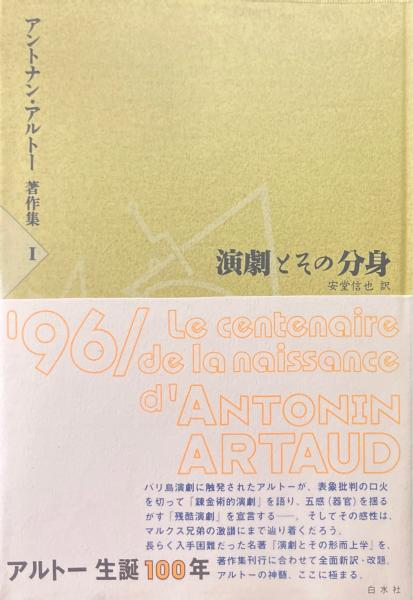 アントナン・アルトー 著作集 I
演劇とその分身
安堂信也 訳
'96/ Le centenaire
de la naissance
d'ANTONIN
ARTAUD
バリ島演劇に触発されたアルトーが、表象批判の口火
を切って「錬金術的演劇」を語り、五感(器官)を揺る
がす「残酷演劇」を宣言する――。そしてその感性は、
マルクス兄弟の激讃にまで辿り着くだろう。
長らく入手困難だった名著『演劇とその形而上学』を、
著作集刊行に合わせて全面新訳・改題、
アルトーの神髄、ここに極まる。
アルトー 生誕100年
白水社